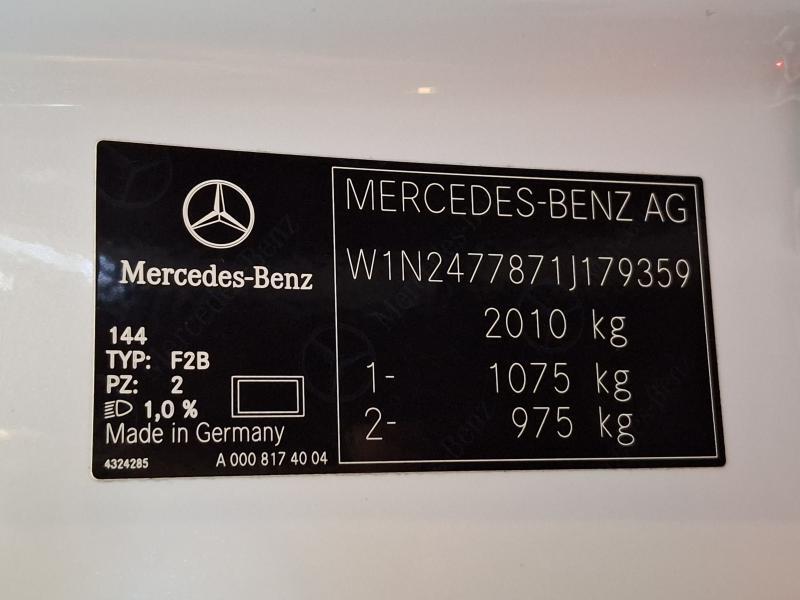 Mercedes-Benz
144
TYP: F2B
PZ: 2
1,0 %
Made in Germany
4324285 A 000 817 40 04
MERCEDES-BENZ AG
W1N2477871J179359
2010 kg
1- 1075 kg
2- 975 kg